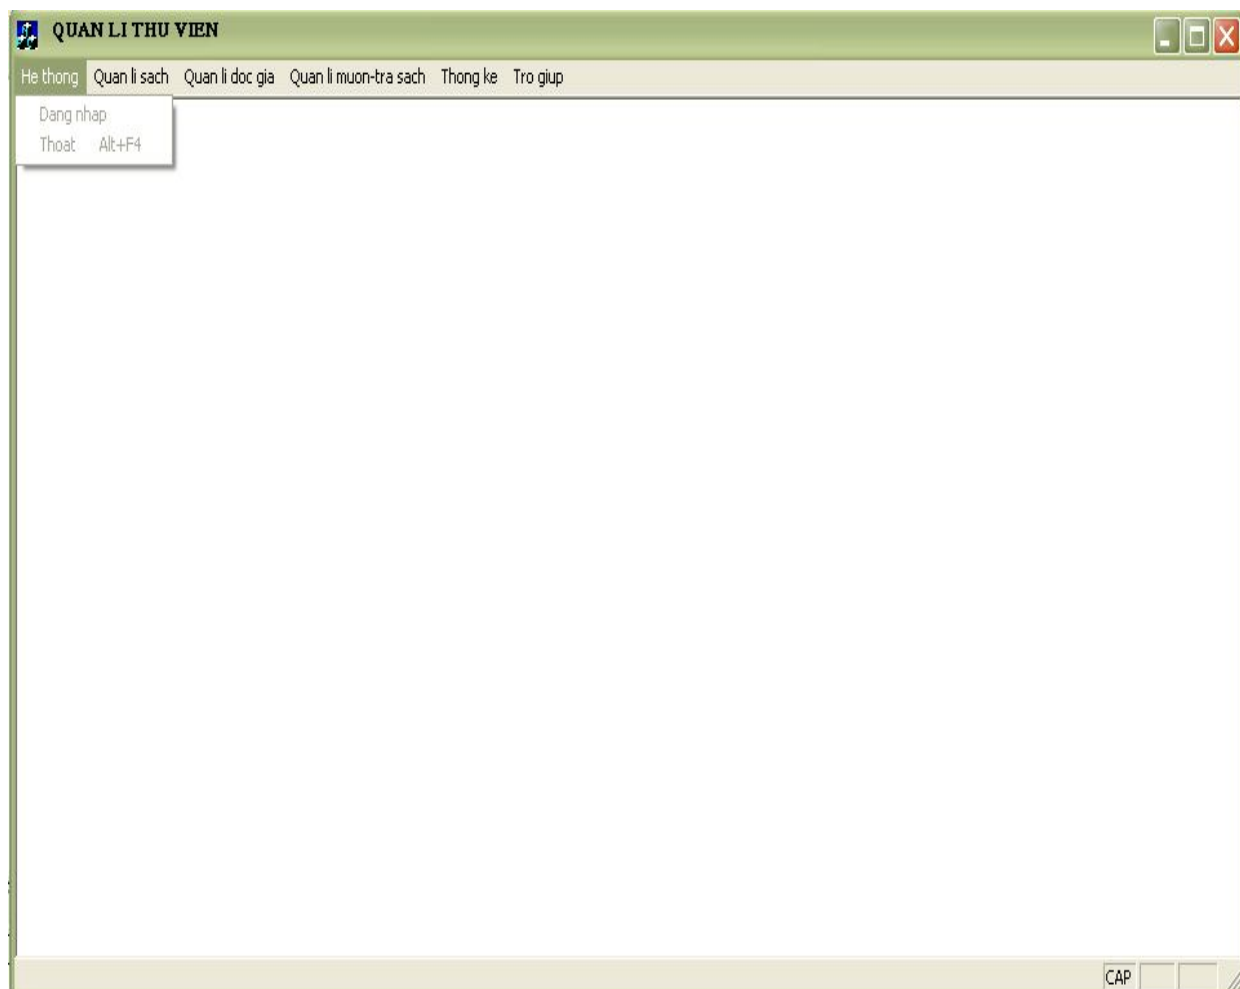 QUAN LI THU VIEN
He thong Quan li sach Quan li doc gia Quan li muon-tra sach Thong ke Tro giup
Dang nhap
Thoat Alt+F4
CAP